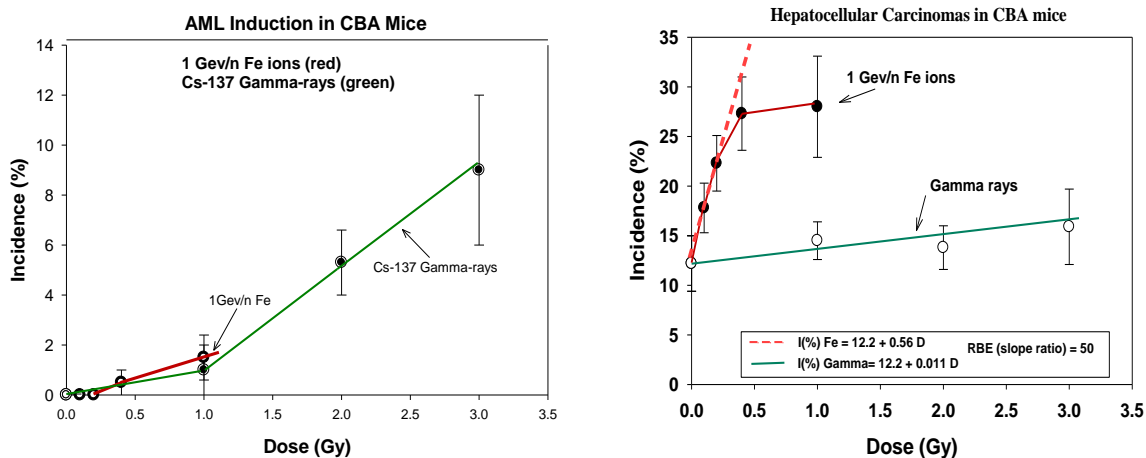 AML Induction in CBA Mice
1 Gev/n Fe ions (red)
Cs-137 Gamma-rays (green)
14
12
10
8
6
4
2
0
Incidence (%)
Cs-137 Gamma-rays
1Gev/n Fe
0.0 0.5 1.0 1.5 2.0 2.5 3.0 3.5
Dose (Gy)
Hepatocellular Carcinomas in CBA mice
40
35
30
25
20
15
10
5
0
Incidence (%)
1 Gev/n Fe ions
Gamma rays
I(%) Fe = 12.2 + 0.56 D
I(%) Gamma= 12.2 + 0.011 D
RBE (slope ratio) = 50
0.0 0.5 1.0 1.5 2.0 2.5 3.0 3.5
Dose (Gy)